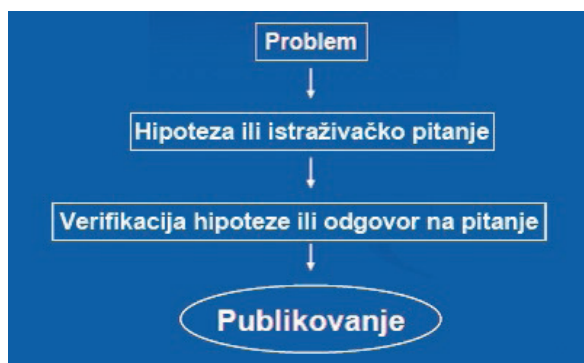 Problem
Hipoteza ili istraživačko pitanje
Verifikacija hipoteze ili odgovor na pitanje
Publikovanje